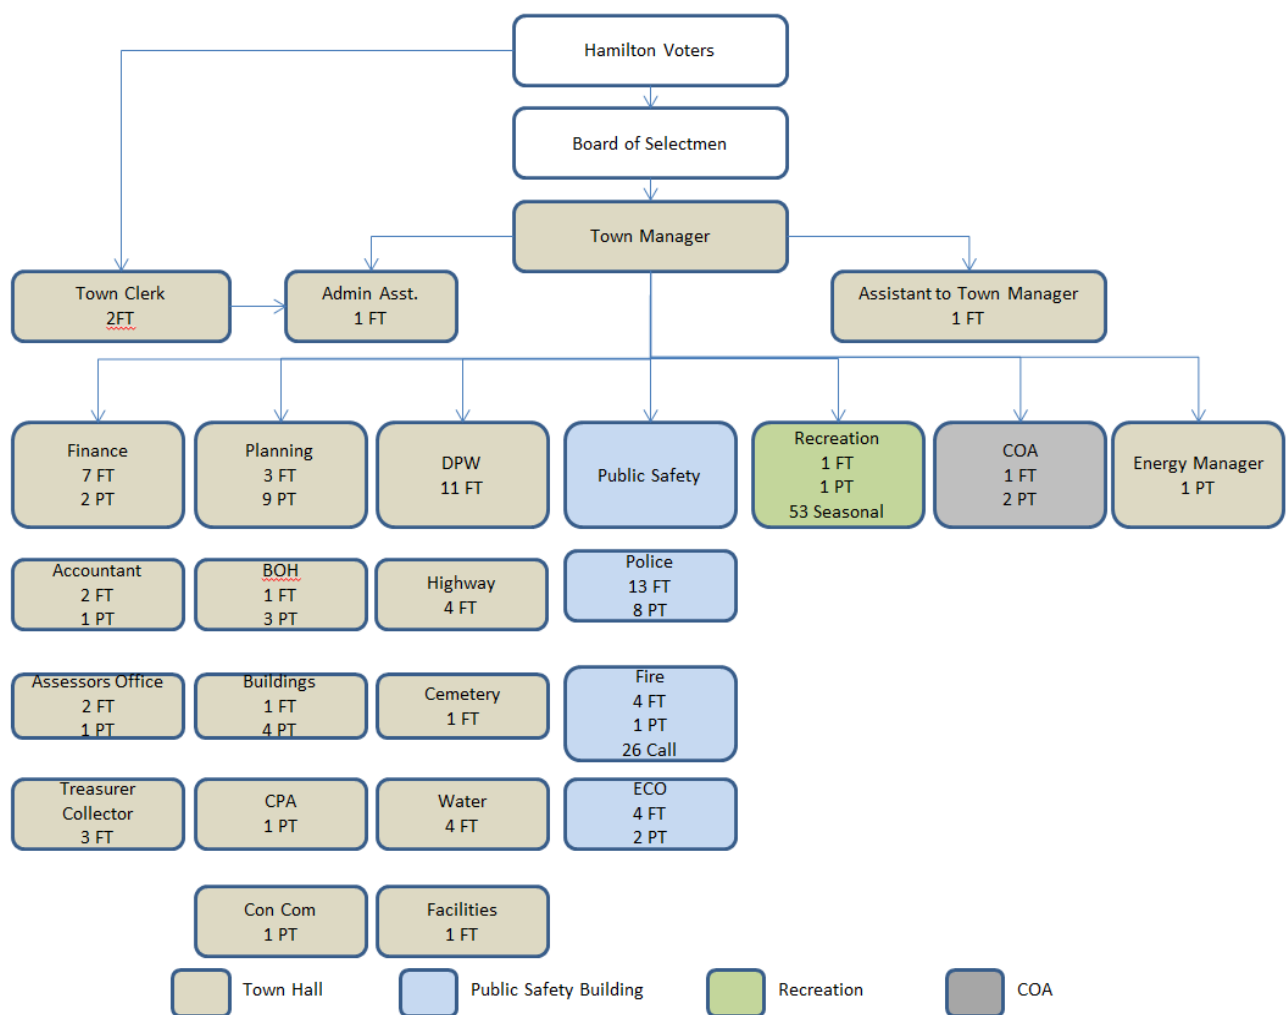 Hamilton Voters
Board of Selectmen
Town Manager
Town Clerk
2FT
Admin Asst.
1 FT
Assistant to Town Manager
1 FT
Finance
7 FT
2 PT
Planning
3 FT
9 PT
DPW
11 FT
Public Safety
Recreation
1 FT
1 PT
53 Seasonal
COA
1 FT
2 PT
Energy Manager
1 PT
Accountant
2 FT
1 PT
BOH
1 FT
3 PT
Highway
4 FT
Police
13 FT
8 PT
Assessors Office
2 FT
1 PT
Buildings
1 FT
4 PT
Cemetery
1 FT
Fire
4 FT
1 PT
26 Call
Treasurer
Collector
3 FT
CPA
1 PT
Water
4 FT
ECO
4 FT
2 PT
Con Com
1 PT
Facilities
1 FT
Town Hall
Public Safety Building
Recreation
COA